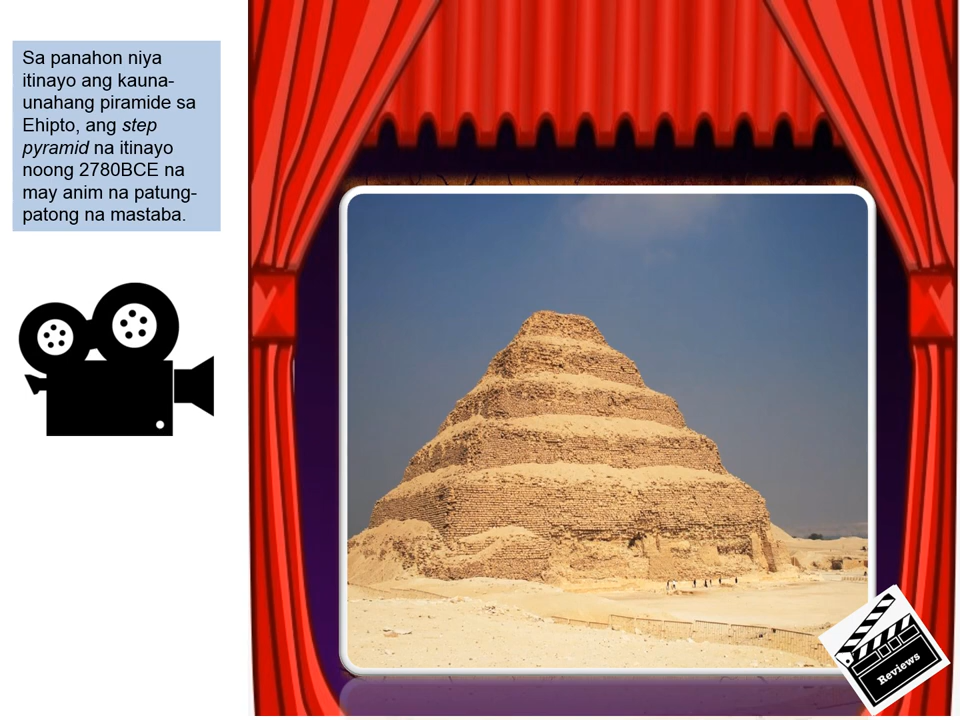 Sa panahon niya
itinayo ang kauna-
unahang piramide sa
Ehipto, ang step
pyramid na itinayo
noong 2780BCE na
may anim na patung-
patong na mastaba.
Reviews